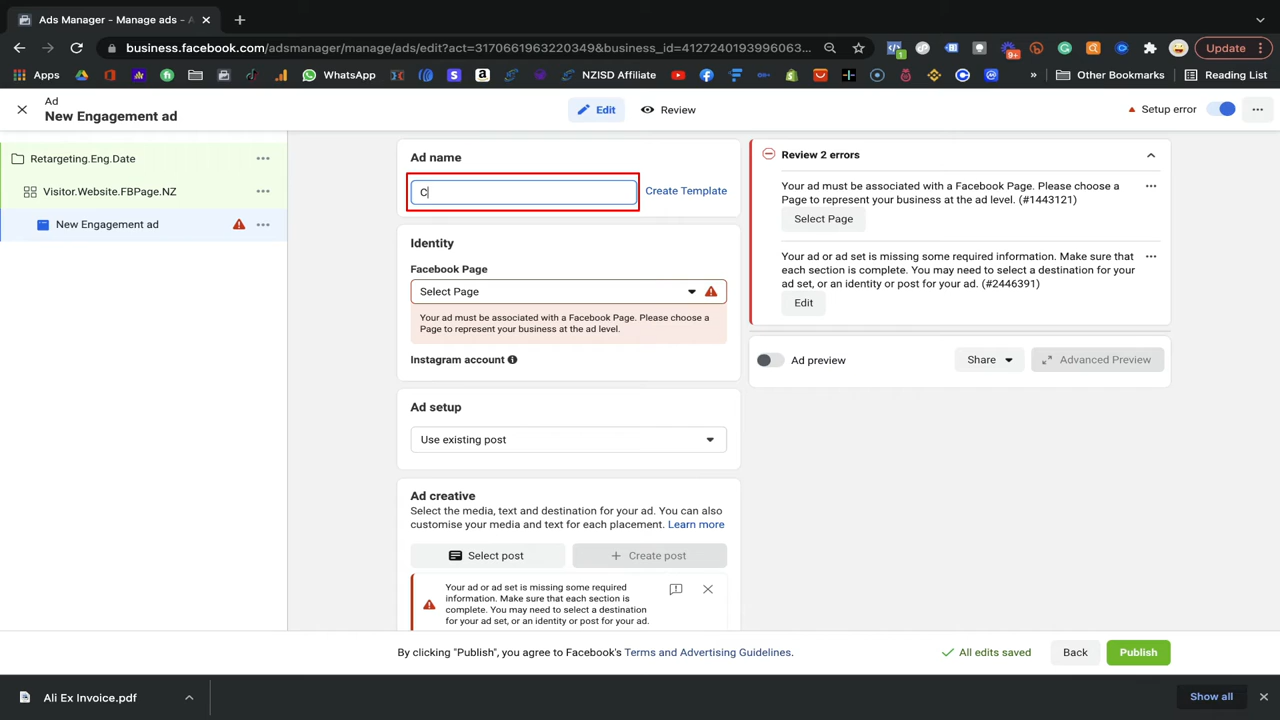 Ads Manager - Manage ads - A
business.facebook.com/adsmanager/manage/ads/edit?act=3170661963220349&business_id=4127240193996063...
Update
Apps
WhatsApp
NZISD Affiliate
Other Bookmarks
Reading List
9+
1
Ad
New Engagement ad
Edit
Review
Setup error
Retargeting.Eng.Date
Visitor.Website.FBPage.NZ
New Engagement ad
Ad name
C
Create Template
Identity
Facebook Page
Select Page
Your ad must be associated with a Facebook Page. Please choose a
Page to represent your business at the ad level.
Instagram account
Ad setup
Use existing post
Ad creative
Select the media, text and destination for your ad. You can also
customise your media and text for each placement. Learn more
Select post
Create post
Your ad or ad set is missing some required
information. Make sure that each section is
complete. You may need to select a destination
for your ad set, or an identity or post for your ad.
Review 2 errors
Your ad must be associated with a Facebook Page. Please choose a
Page to represent your business at the ad level. (#1443121)
Select Page
Your ad or ad set is missing some required information. Make sure that
each section is complete. You may need to select a destination for your
ad set, or an identity or post for your ad. (#2446391)
Edit
Ad preview
Share
Advanced Preview
By clicking "Publish", you agree to Facebook's Terms and Advertising Guidelines.
All edits saved
Back
Publish
Ali Ex Invoice.pdf
Show all